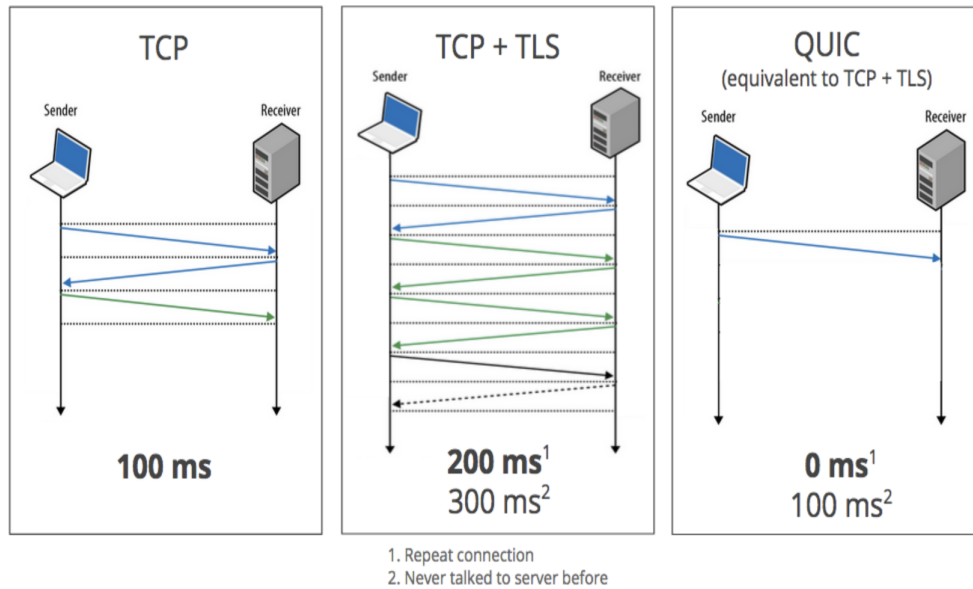 TCP
Sender
Receiver
100 ms
TCP + TLS
Sender
Receiver
200 ms¹
300 ms²
QUIC
(equivalent to TCP + TLS)
Sender
Receiver
0 ms¹
100 ms²
1. Repeat connection
2. Never talked to server before